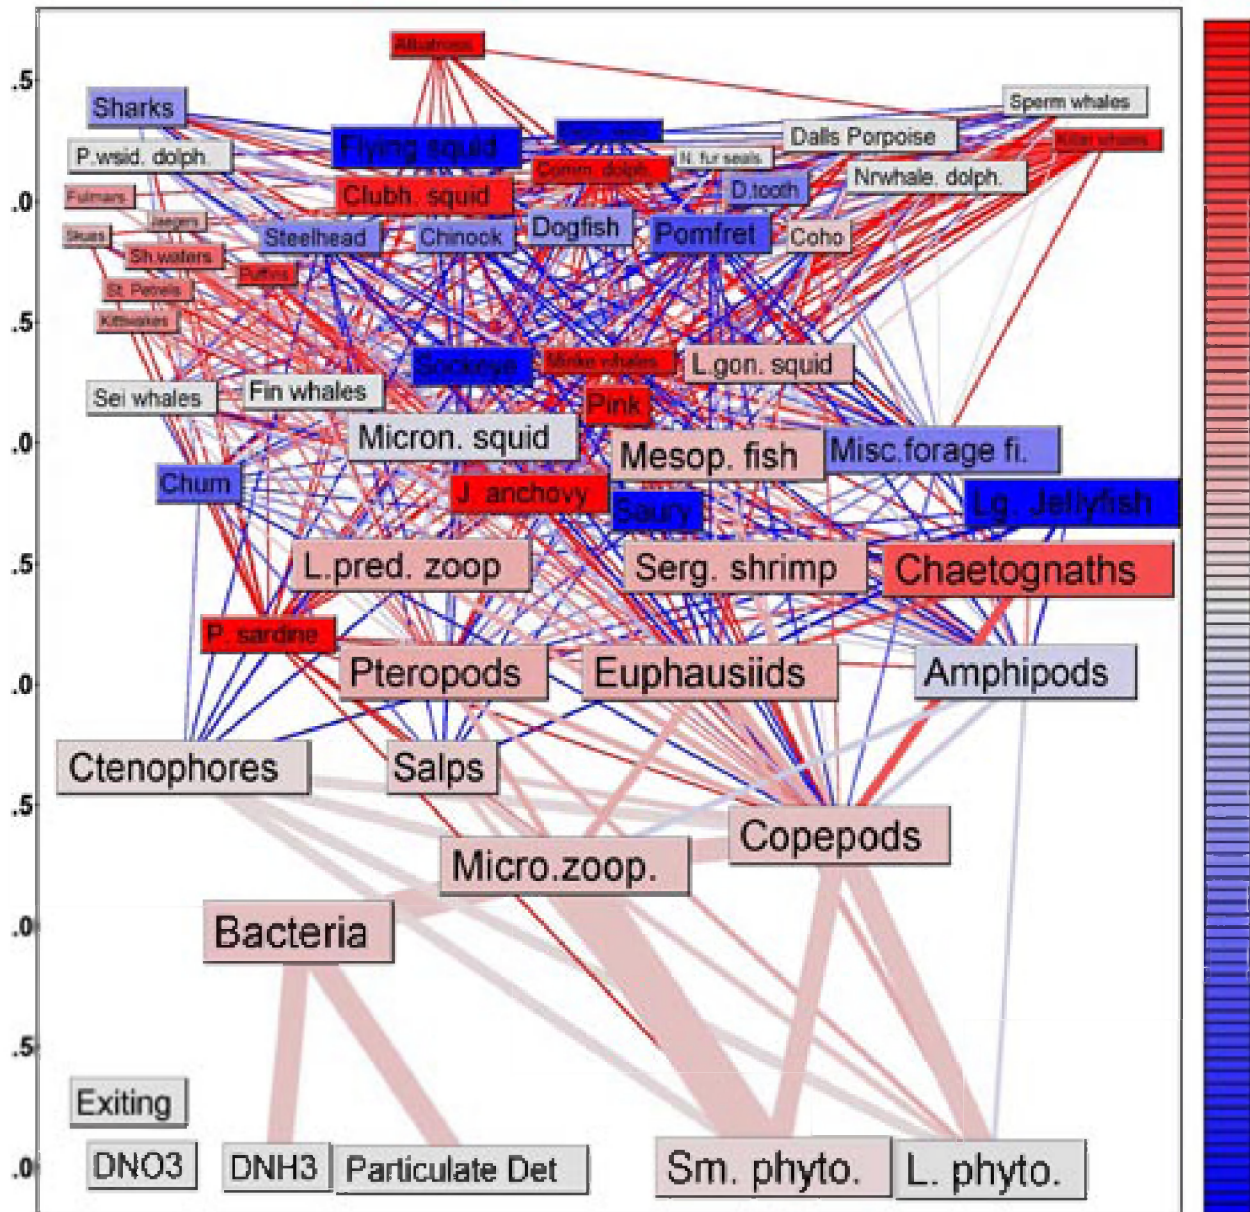 Albatross
.5
Sharks
Sperm whales
Flying squid
Dalls Porpoise
Killer whales
P.wsid. dolph.
N. fur seals
Comm. dolph.
Nrwhale. dolph.
D.tooth
Fulmars
Clubh. squid
.0
Jaegers
Skuas
Steelhead
Chinook
Dogfish
Pomfret
Coho
Sh.waters
Puffins
St. Petrels
Kittiwakes
.5
Sockeye
Minke whales
L.gon. squid
Sei whales
Fin whales
Pink
.0
Micron. squid
Mesop. fish
Misc.forage fi.
Chum
J. anchovy
Saury
Lg. Jellyfish
.5
L.pred. zoop
Serg. shrimp
Chaetognaths
P. sardine
.0
Pteropods
Euphausiids
Amphipods
Ctenophores
Salps
.5
Copepods
Micro.zoop.
.0
Bacteria
.5
Exiting
.0
DNO3
DNH3
Particulate Det
Sm. phyto.
L. phyto.